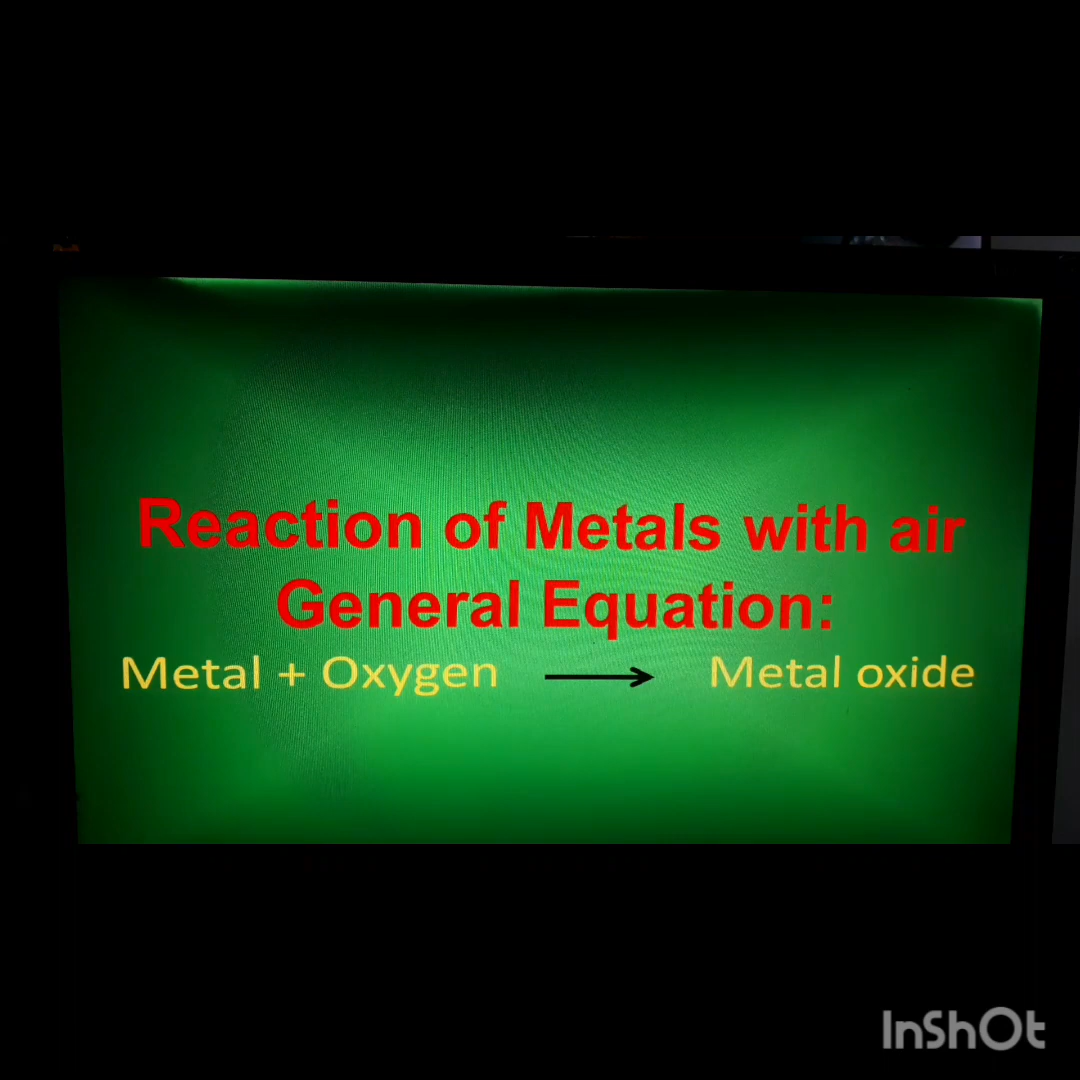 Reaction of Metals with air
General Equation:
Metal + Oxygen → Metal oxide
InShOt